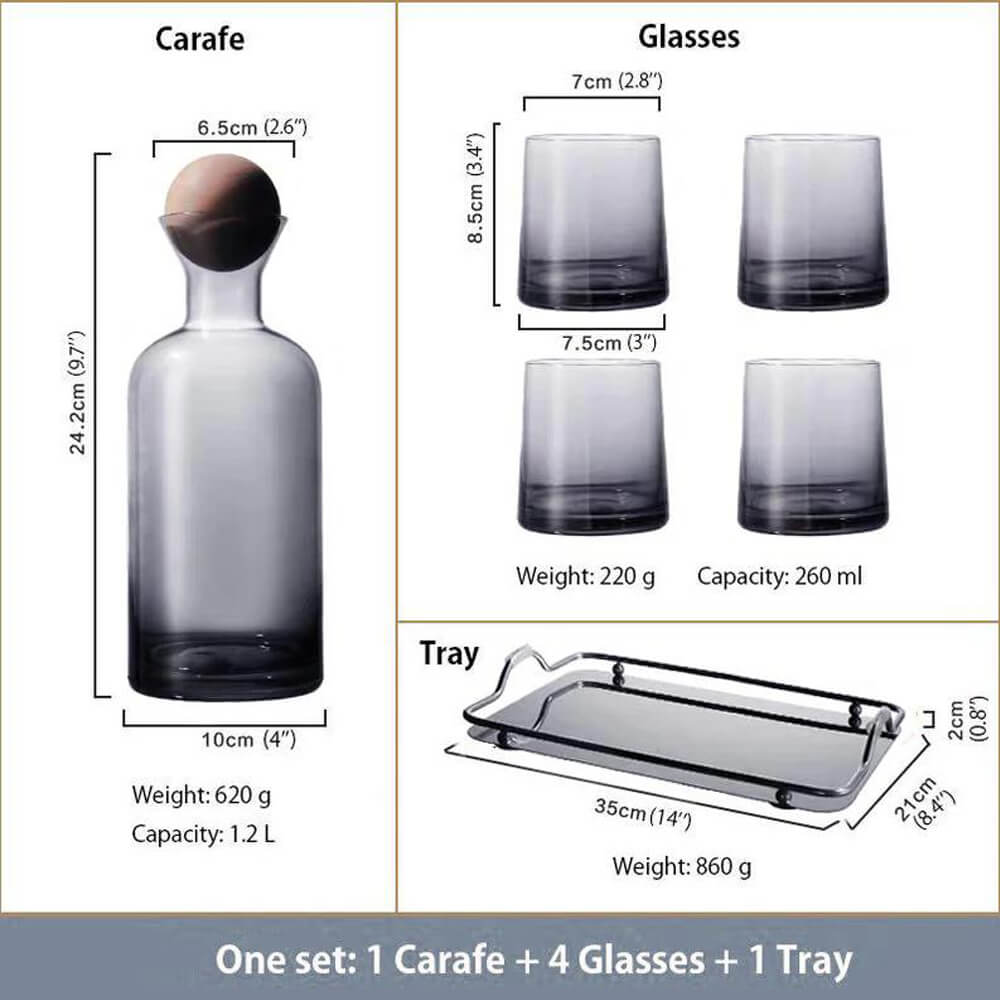 Carafe
6.5cm (2.6″)
24.2cm (9.7″)
10cm (4″)
Weight: 620 g
Capacity: 1.2 L
Glasses
7cm (2.8″)
8.5cm (3.4″)
7.5cm (3″)
Weight: 220 g Capacity: 260 ml
Tray
2cm
(0.8″)
21cm
(8.4″)
35cm (14″)
Weight: 860 g
One set: 1 Carafe + 4 Glasses + 1 Tray